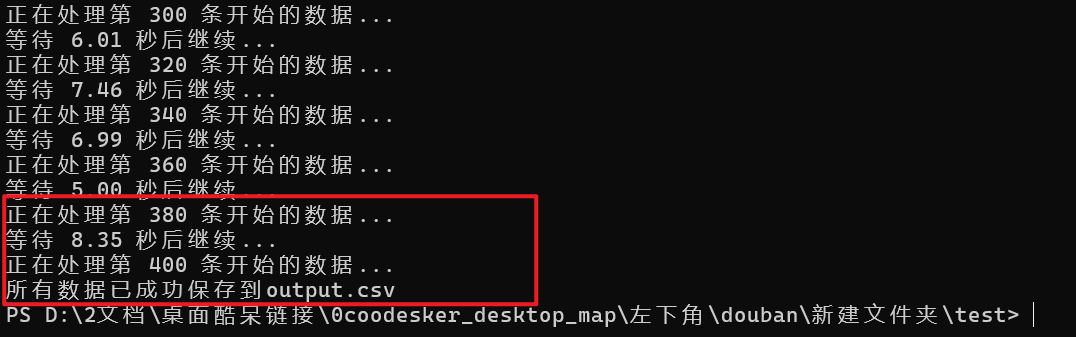 正在处理第 300 条开始的数据...
等待 6.01 秒后继续...
正在处理第 320 条开始的数据...
等待 7.46 秒后继续...
正在处理第 340 条开始的数据...
等待 6.99 秒后继续...
正在处理第 360 条开始的数据...
等待 5.00 秒后继续...
正在处理第 380 条开始的数据...
等待 8.35 秒后继续...
正在处理第 400 条开始的数据...
所有数据已成功保存到output.csv
PS D:\2文档\桌面酷呆链接\0coodesker_desktop_map\左下角\douban\新建文件夹\test>